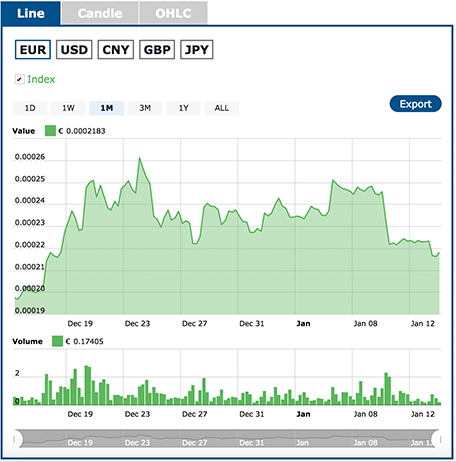 Line Candle OHLC
EUR USD CNY GBP JPY
Index
1D 1W 1M 3M 1Y ALL
Export
Value € 0.0002183
0.00026
0.00025
0.00024
0.00023
0.00022
0.00021
0.00020
0.00019
Dec 19 Dec 23 Dec 27 Dec 31 Jan Jan 08 Jan 12
Volume € 0.17405
2
0
Dec 19 Dec 23 Dec 27 Dec 31 Jan Jan 08 Jan 12
Dec 19 Dec 23 Dec 27 Dec 31 Jan Jan 08 Jan 12